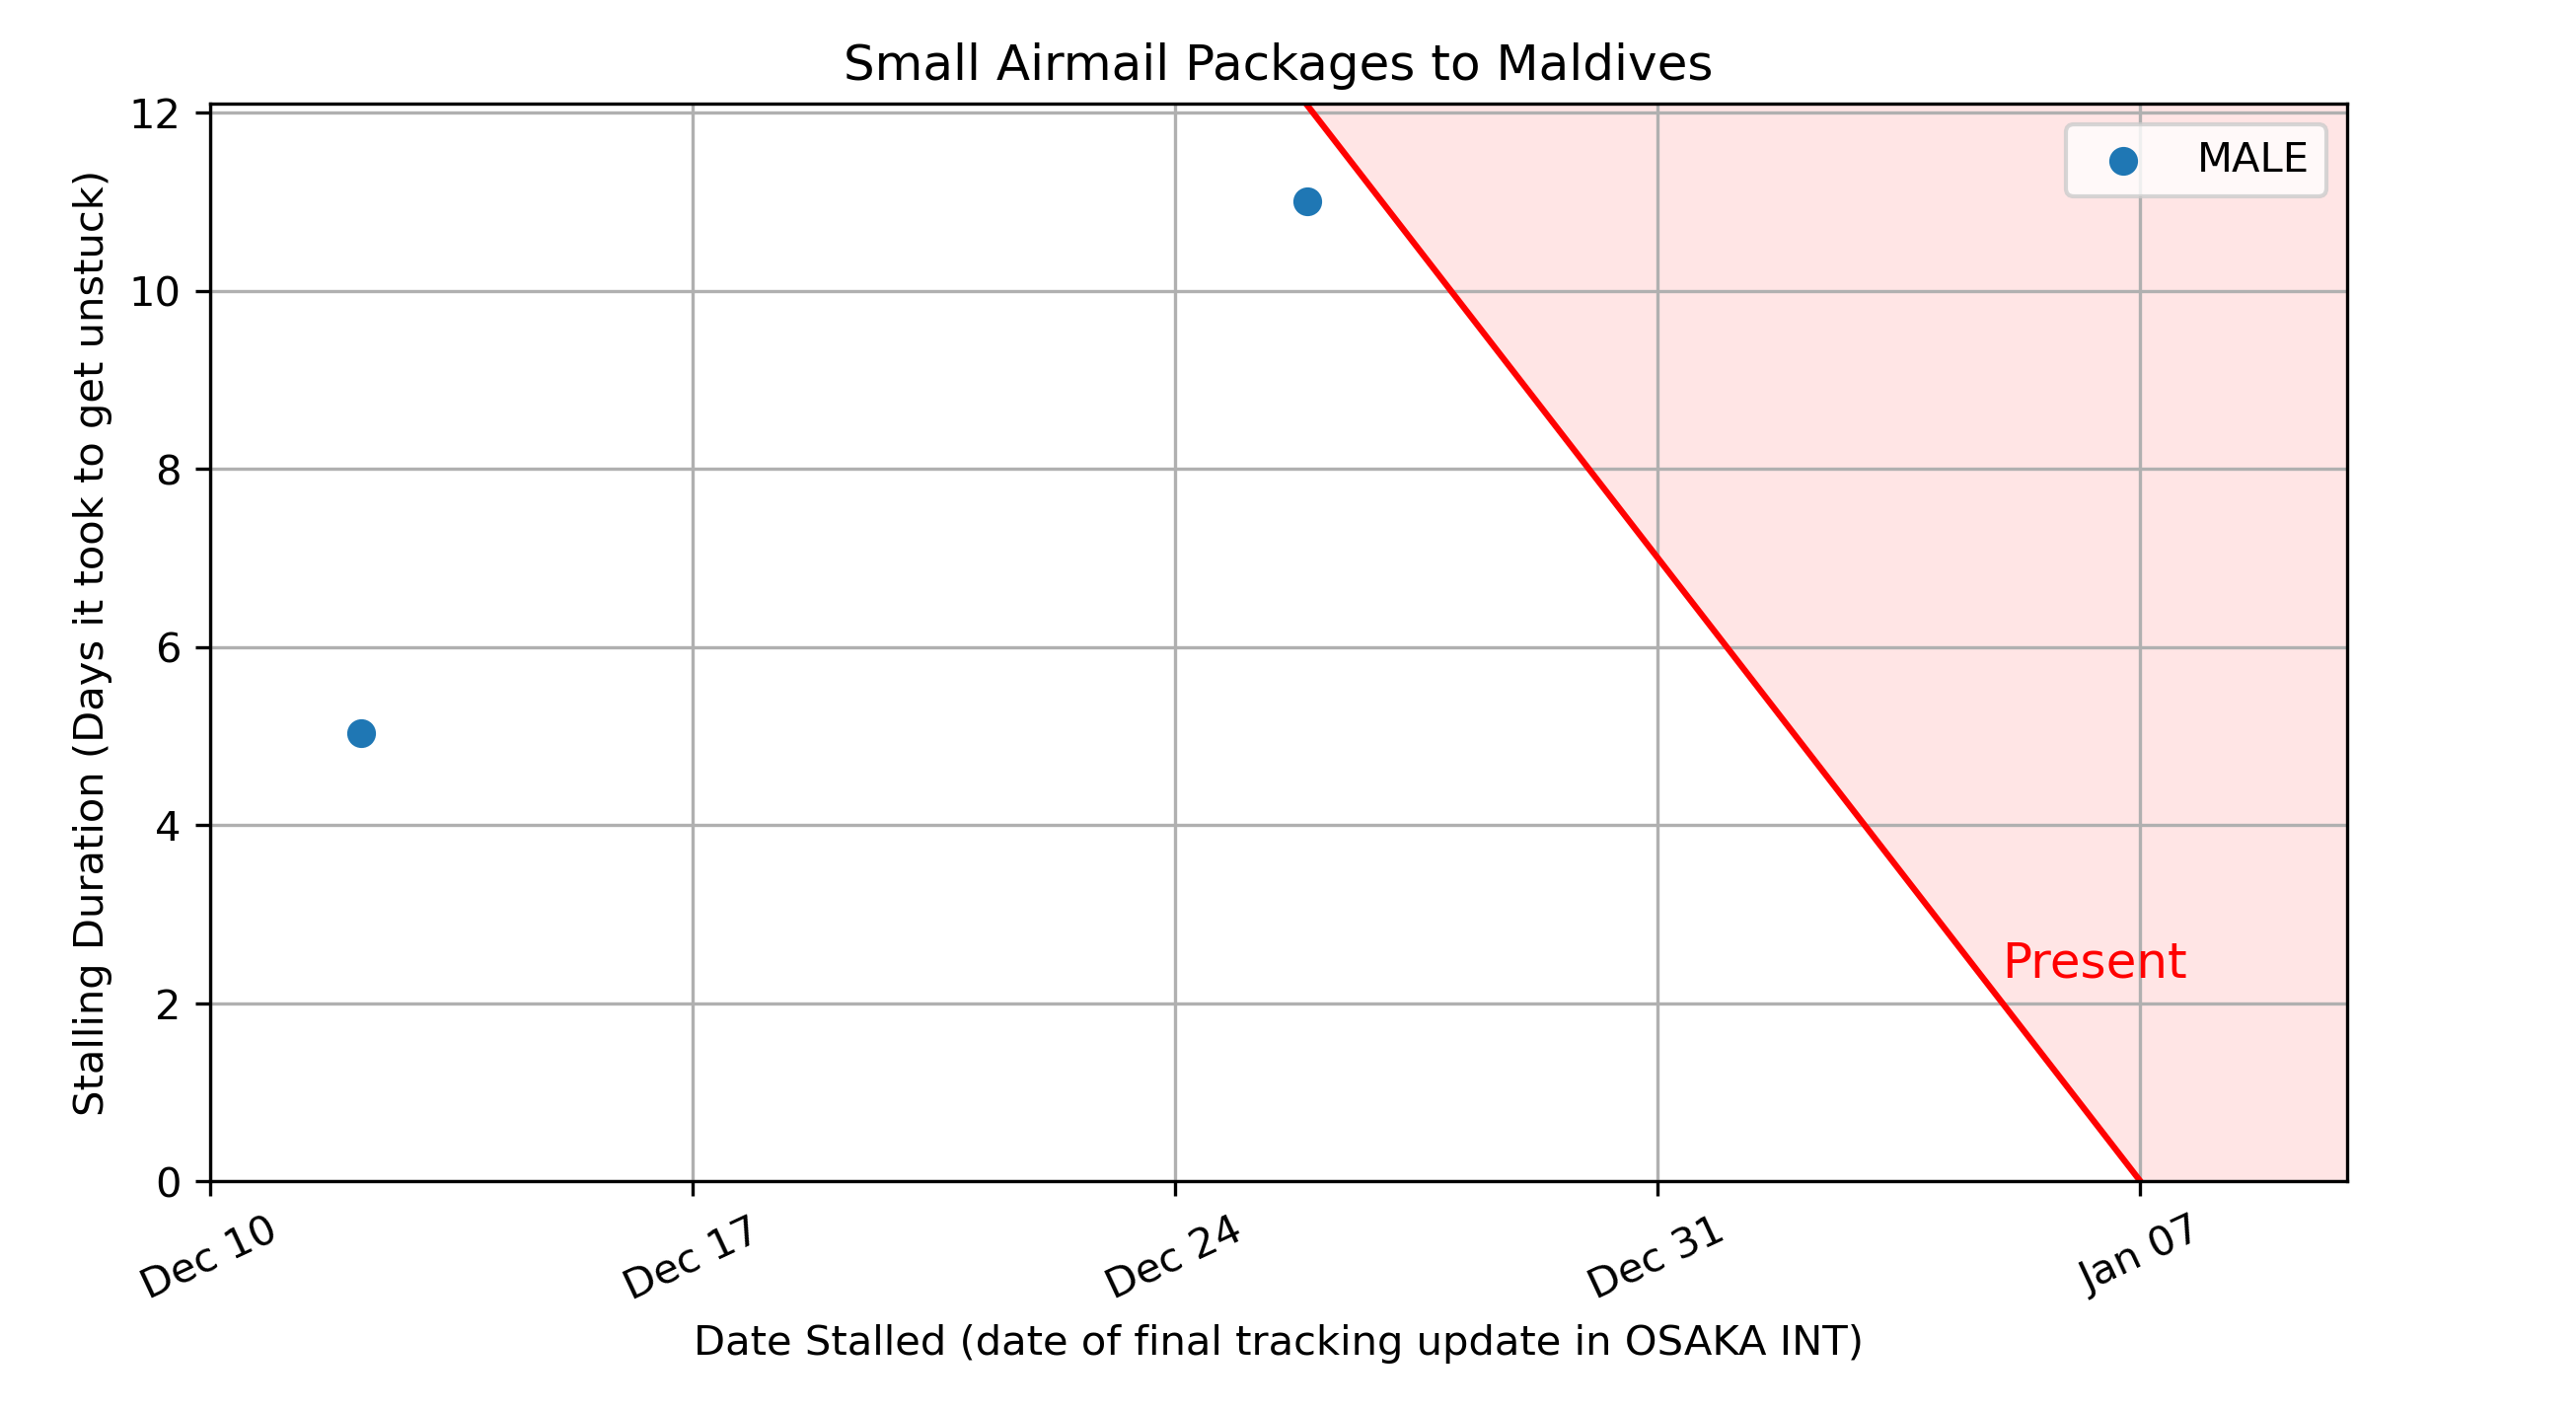 Small Airmail Packages to Maldives
12
10
8
6
4
2
0
Stalling Duration (Days it took to get unstuck)
MALE
Present
Dec 10
Dec 17
Dec 24
Dec 31
Jan 07
Date Stalled (date of final tracking update in OSAKA INT)